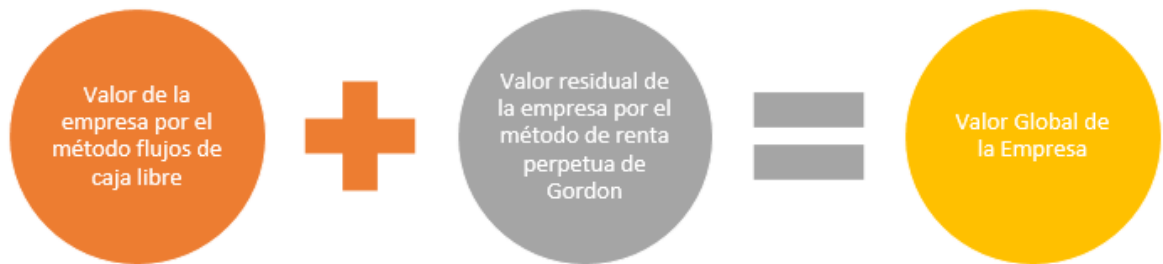 Valor de la
empresa por el
método flujos de
caja libre
Valor residual de
la empresa por el
método de renta
perpetua de
Gordon
Valor Global de
la Empresa